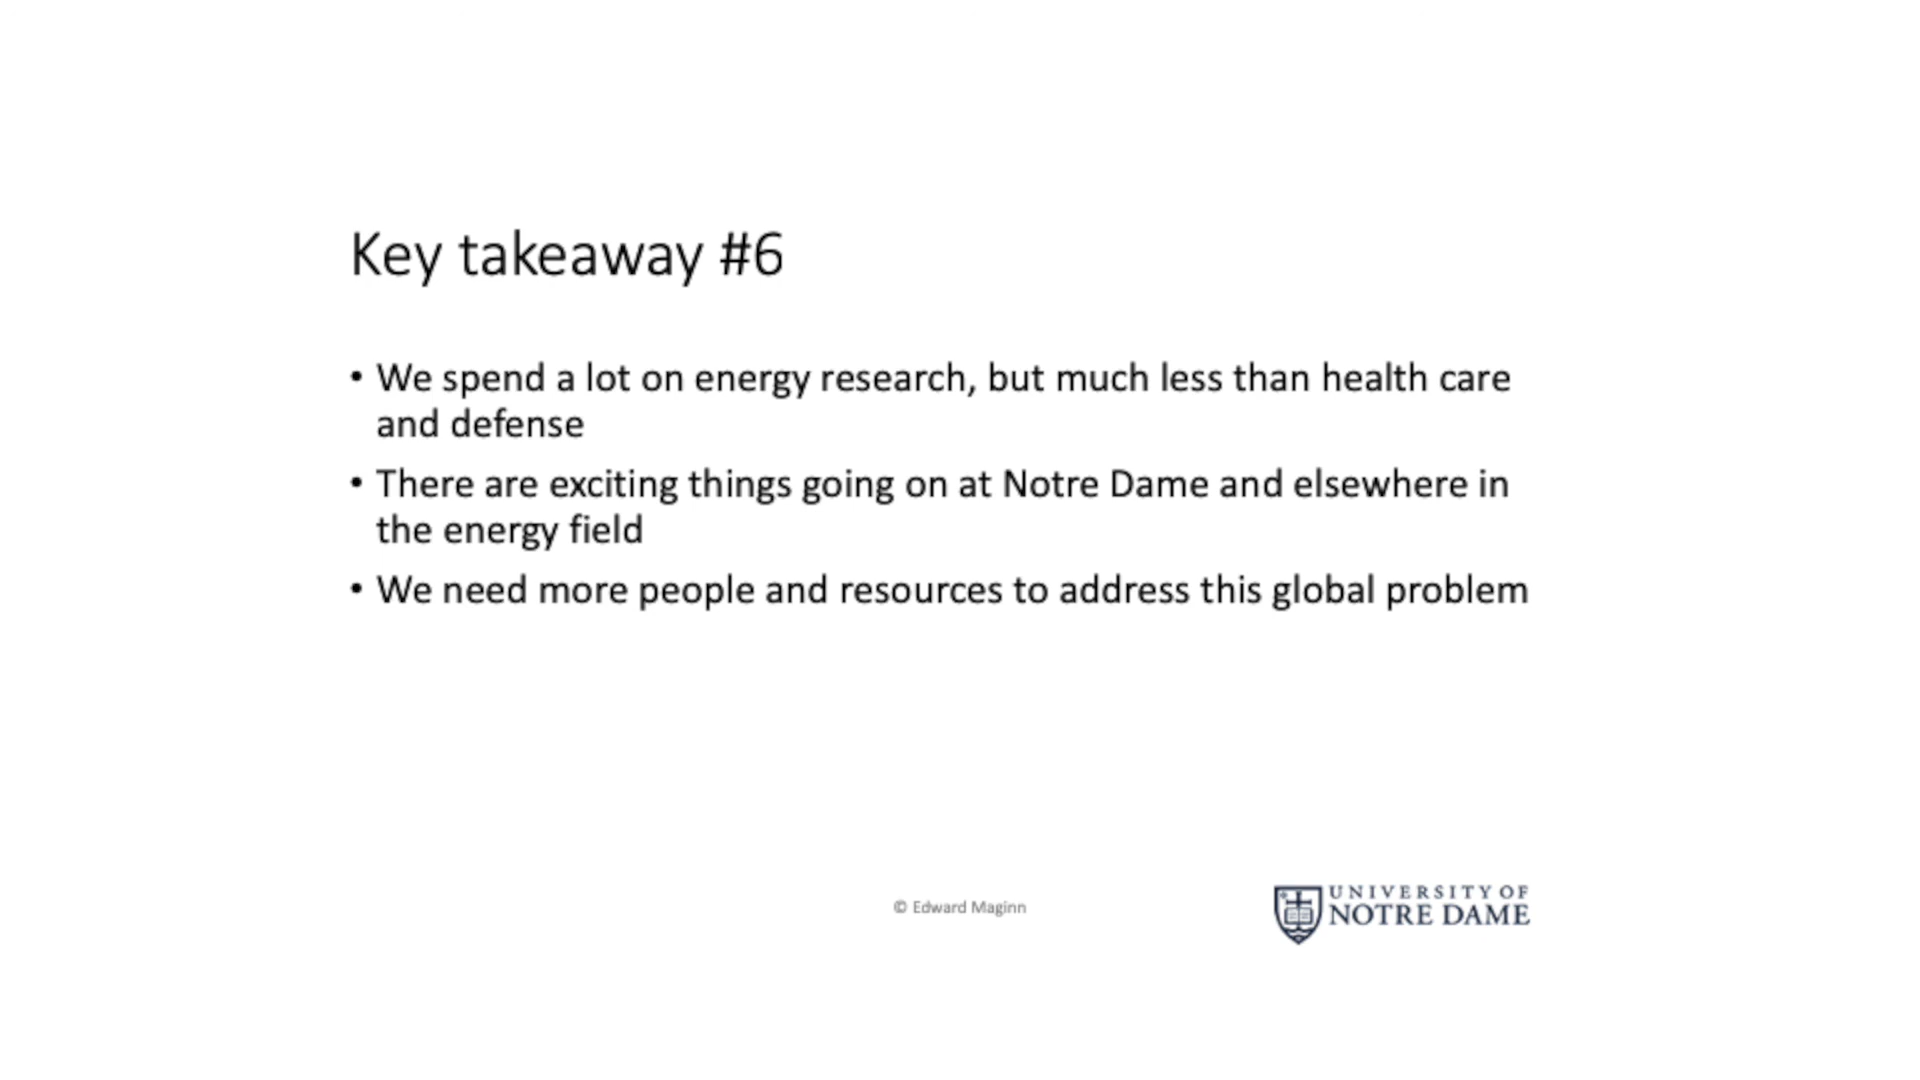 Key takeaway #6
• We spend a lot on energy research, but much less than health care
and defense
• There are exciting things going on at Notre Dame and elsewhere in
the energy field
• We need more people and resources to address this global problem
© Edward Maginn
UNIVERSITY OF
NOTRE DAME